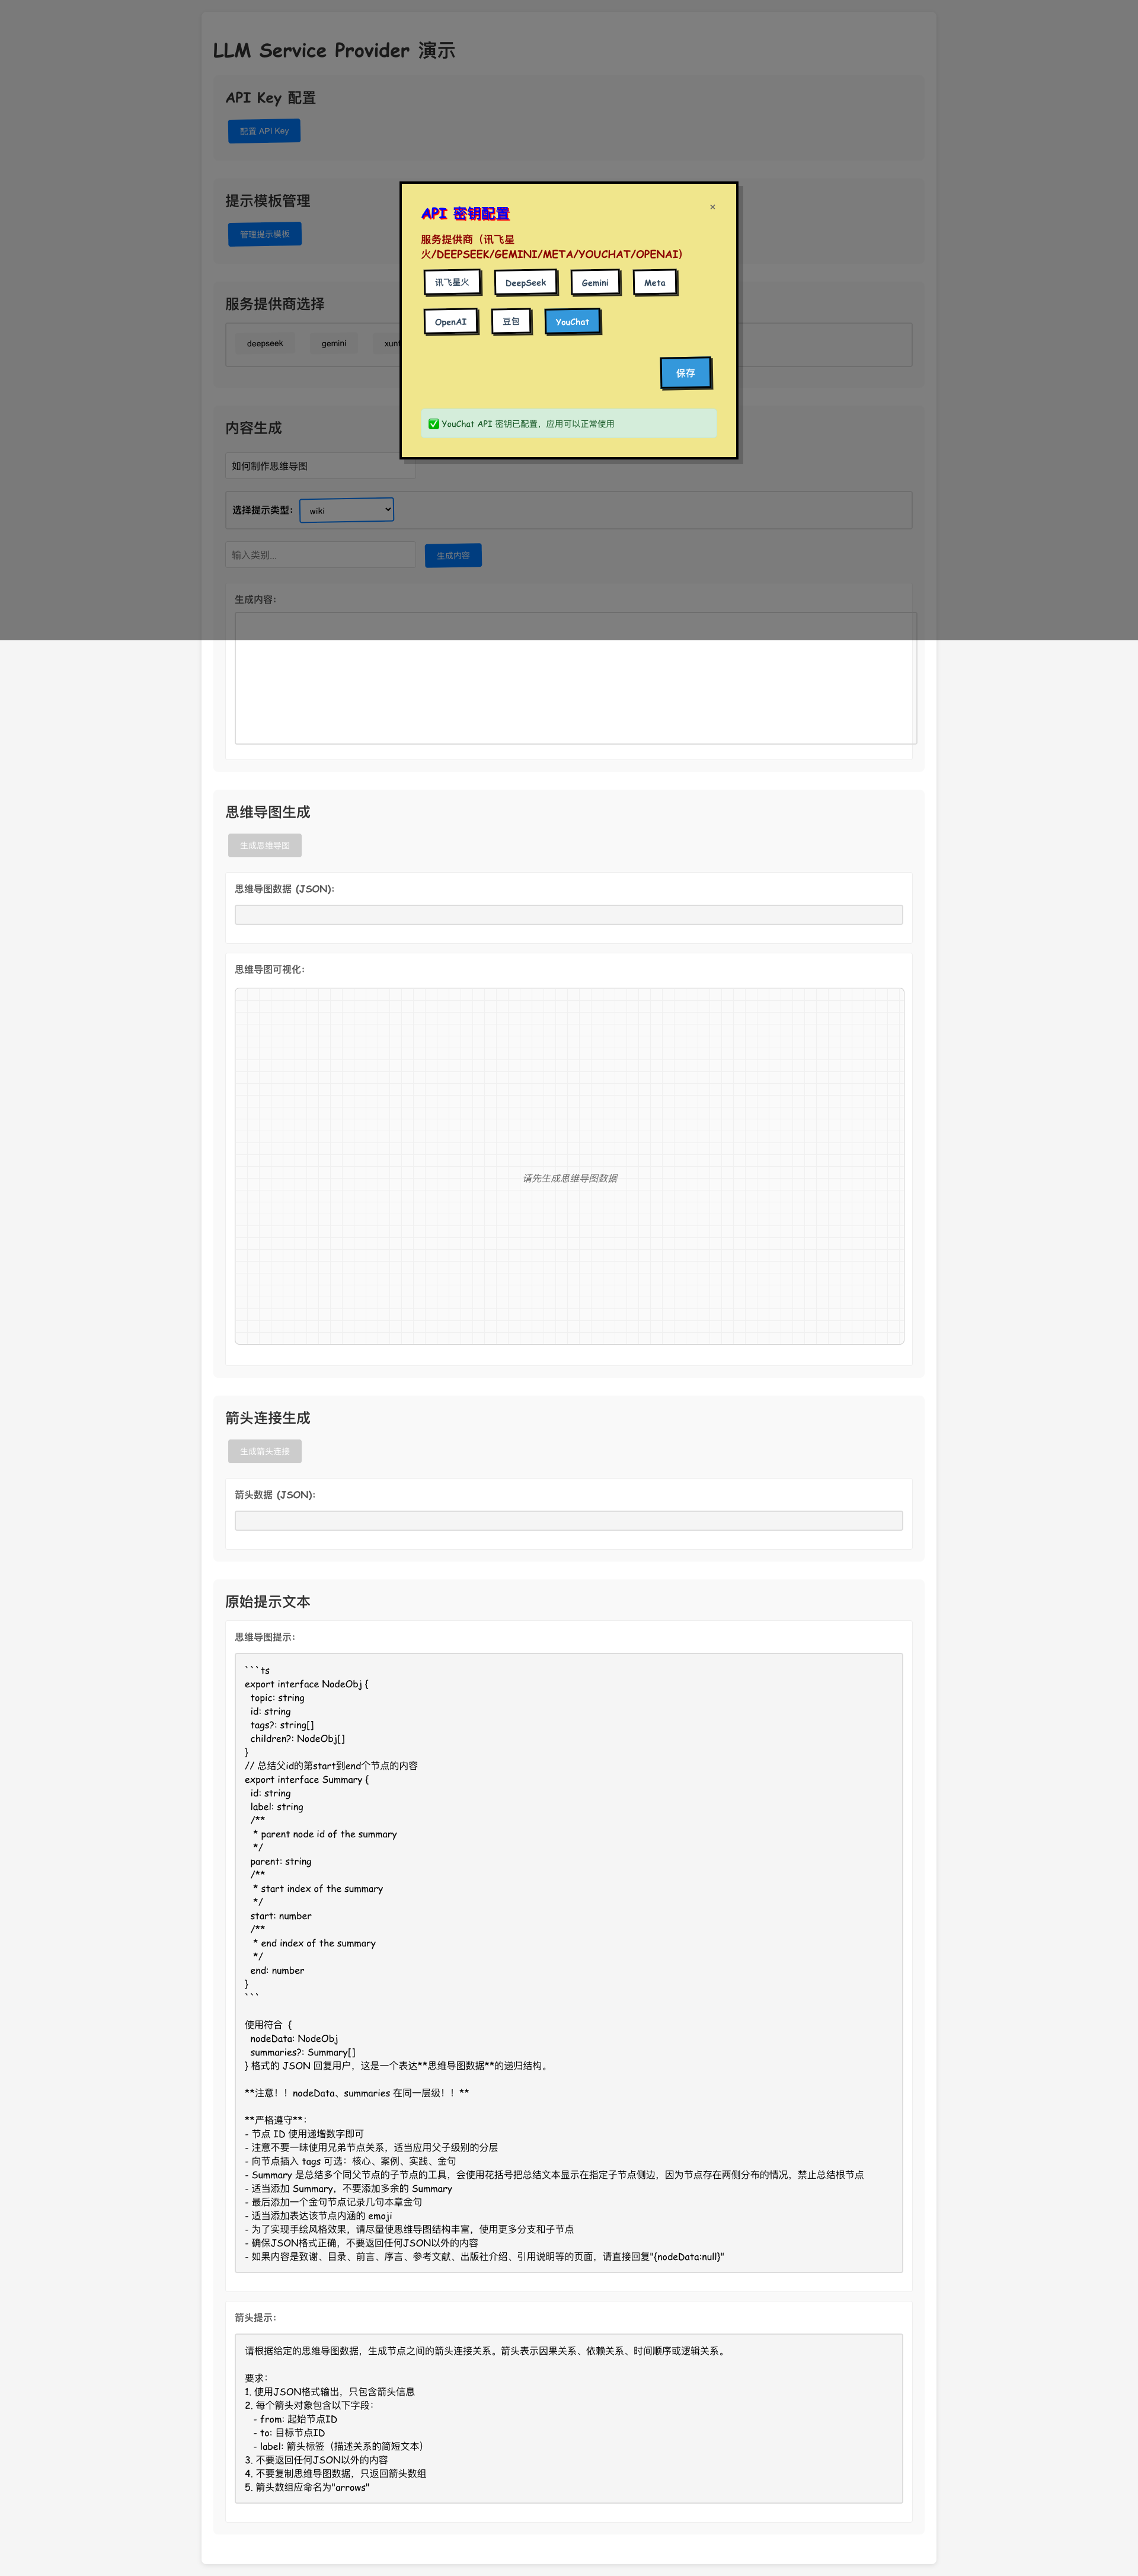 LLM Service Provider 演示
API Key 配置
配置 API Key
提示模板管理
管理提示模板
服务提供商选择
deepseek
gemini
API 密钥配置
×
服务提供商（讯飞星
火/DEEPSEEK/GEMINI/META/YOUCHAT/OPENAI）
讯飞星火
DeepSeek
Gemini
Meta
OpenAI
豆包
YouChat
保存
✅ YouChat API 密钥已配置，应用可以正常使用
内容生成
如何制作思维导图
选择提示类型：
wiki
输入类别...
生成内容
生成内容：
思维导图生成
生成思维导图
思维导图数据 (JSON)：
思维导图可视化：
请先生成思维导图数据
箭头连接生成
生成箭头连接
箭头数据 (JSON)：
原始提示文本
思维导图提示：
```ts
export interface NodeObj {
  topic: string
  id: string
  tags?: string[]
  children?: NodeObj[]
}
// 总结父id的第start到end个节点的内容
export interface Summary {
  id: string
  label: string
  /**
   * parent node id of the summary
   */
  parent: string
  /**
   * start index of the summary
   */
  start: number
  /**
   * end index of the summary
   */
  end: number
}
```
使用符合 {
  nodeData: NodeObj
  summaries?: Summary[]
} 格式的 JSON 回复用户，这是一个表达**思维导图数据**的递归结构。
**注意！！nodeData、summaries 在同一层级！！**
**严格遵守**：
- 节点 ID 使用递增数字即可
- 注意不要一昧使用兄弟节点关系，适当应用父子级别的分层
- 向节点插入 tags 可选：核心、案例、实践、金句
- Summary 是总结多个同父节点的子节点的工具，会使用花括号把总结文本显示在指定子节点侧边，因为节点存在两侧分布的情况，禁止总结根节点
- 适当添加 Summary，不要添加多余的 Summary
- 最后添加一个金句节点记录几句本章金句
- 适当添加表达该节点内涵的 emoji
- 为了实现手绘风格效果，请尽量使思维导图结构丰富，使用更多分支和子节点
- 确保JSON格式正确，不要返回任何JSON以外的内容
- 如果内容是致谢、目录、前言、序言、参考文献、出版社介绍、引用说明等的页面，请直接回复"{nodeData:null}"
箭头提示：
请根据给定的思维导图数据，生成节点之间的箭头连接关系。箭头表示因果关系、依赖关系、时间顺序或逻辑关系。
要求：
1. 使用JSON格式输出，只包含箭头信息
2. 每个箭头对象包含以下字段：
   - from: 起始节点ID
   - to: 目标节点ID
   - label: 箭头标签（描述关系的简短文本）
3. 不要返回任何JSON以外的内容
4. 不要复制思维导图数据，只返回箭头数组
5. 箭头数组应命名为"arrows"